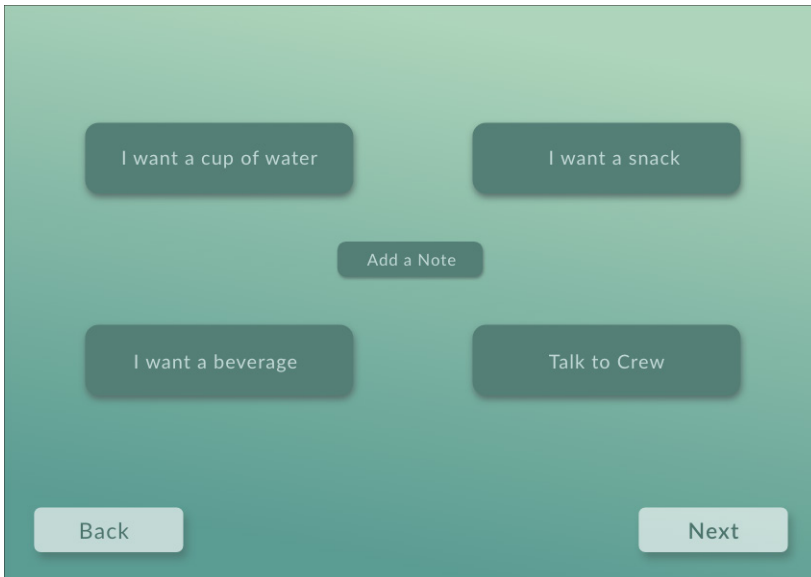 I want a cup of water
I want a snack
Add a Note
I want a beverage
Talk to Crew
Back
Next